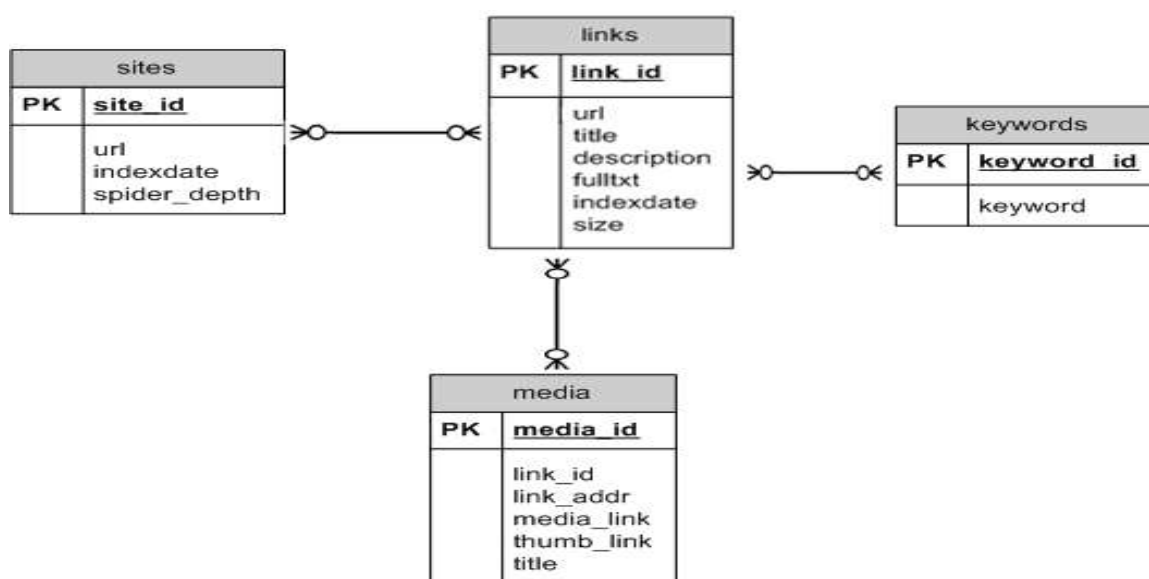 sites
PK site_id
url
indexdate
spider_depth
links
PK link_id
url
title
description
fulltxt
indexdate
size
keywords
PK keyword_id
keyword
media
PK media_id
link_id
link_addr
media_link
thumb_link
title